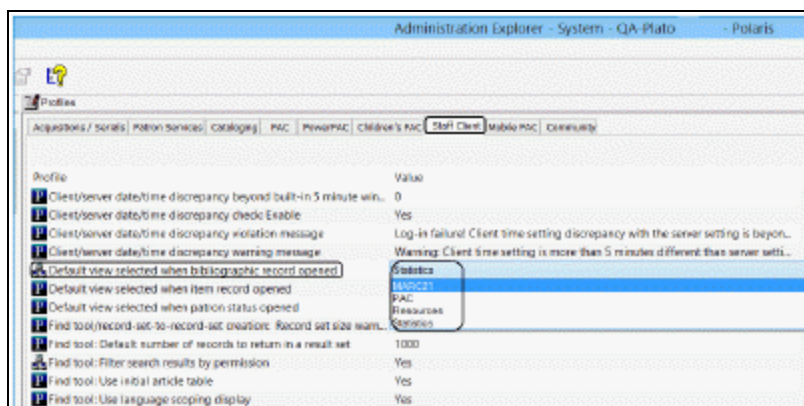 Administration Explorer - System - QA-Plato - Polaris
Profiles
Acquisitions / Serials Patron Services Cataloging PAC PowerPAC Children's PAC Staff Client Mobile PAC Community
Profile Value
Client/server date/time discrepancy beyond built-in 5 minute win... 0
Client/server date/time discrepancy check: Enable Yes
Client/server date/time discrepancy violation message Log-in failure! Client time setting discrepancy with the server setting is beyon...
Client/server date/time discrepancy warning message Warning: Client time setting is more than 5 minutes different than server setti...
Default view selected when bibliographic record opened Statistics
Default view selected when item record opened MARC21
PAC
Default view selected when patron status opened Resources
Find tool/record-set-to-record-set creation: Record set size warn... Statistics
Find tool: Default number of records to return in a result set 1000
Find tool: Filter search results by permission Yes
Find tool: Use initial article table Yes
Find tool: Use language scoping display Yes